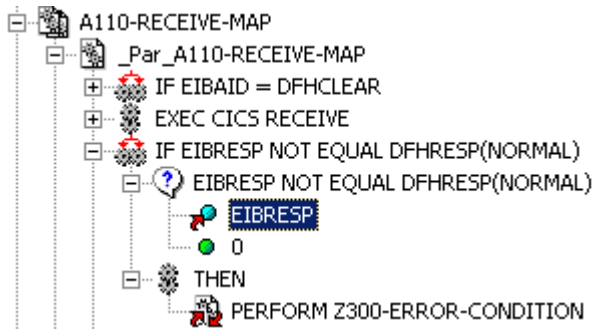 A110-RECEIVE-MAP
_Par_A110-RECEIVE-MAP
IF EIBAID = DFHCLEAR
EXEC CICS RECEIVE
IF EIBRESP NOT EQUAL DFHRESP(NORMAL)
EIBRESP NOT EQUAL DFHRESP(NORMAL)
EIBRESP
0
THEN
PERFORM Z300-ERROR-CONDITION